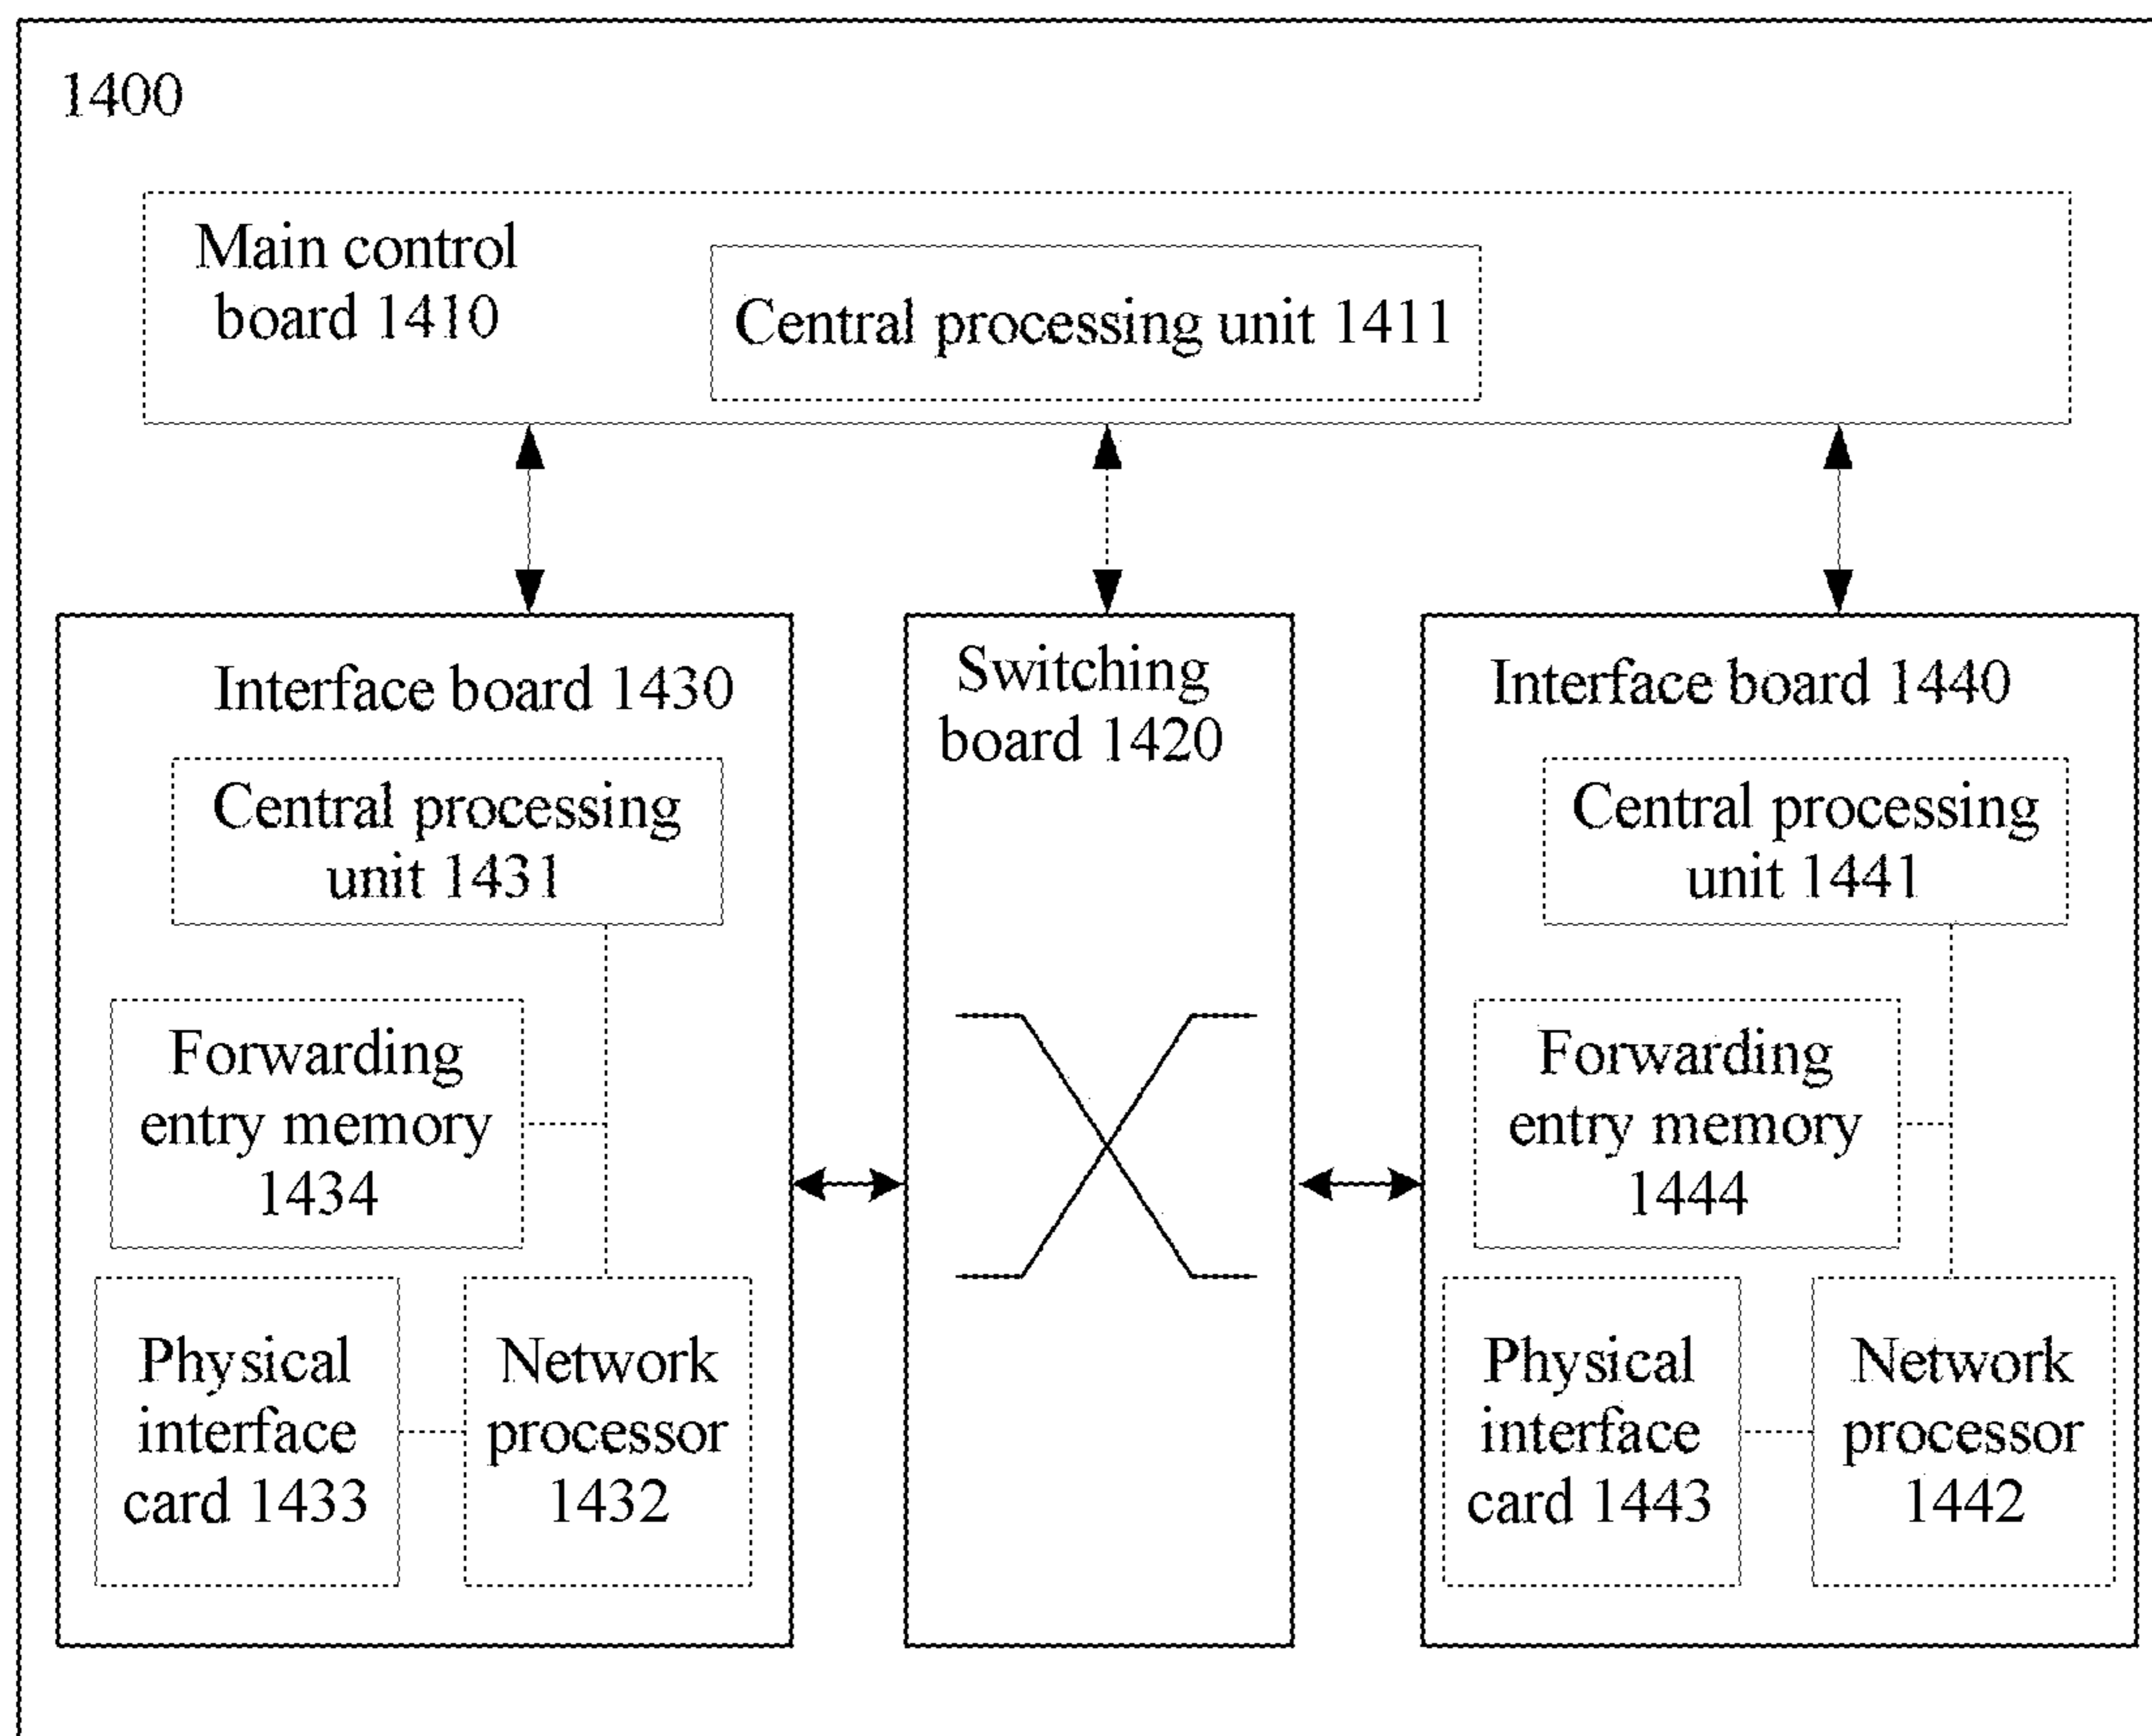 1400
Main control
board 1410
Central processing unit 1411
Interface board 1430
Central processing
unit 1431
Forwarding
entry memory
1434
Physical
interface
card 1433
Network
processor
1432
Switching
board 1420
Interface board 1440
Central processing
unit 1441
Forwarding
entry memory
1444
Physical
interface
card 1443
Network
processor
1442